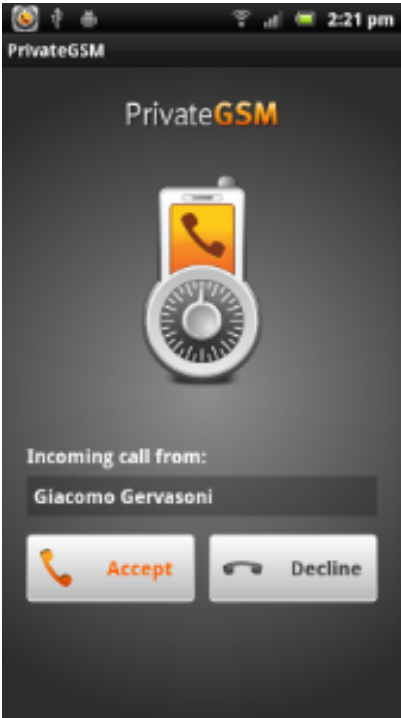 2:21 pm
PrivateGSM
PrivateGSM
Incoming call from:
Giacomo Gervasoni
Accept
Decline